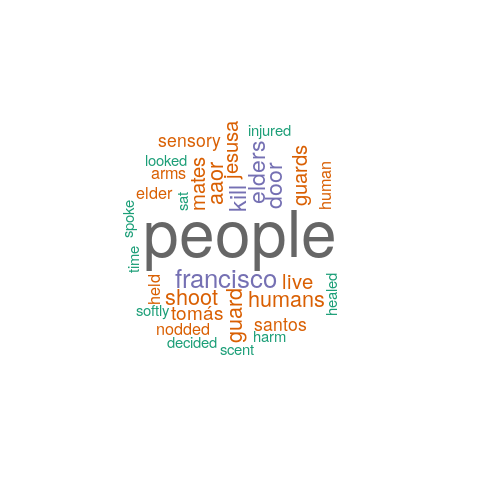 injured
sensory
jesusa
looked
arms
mates
aaor
kill
elders
door
guards
human
elder
sat
spoke
people
time
held
francisco
live
shoot
humans
healed
softly
tomás
guard
nodded
santos
decided
harm
scent